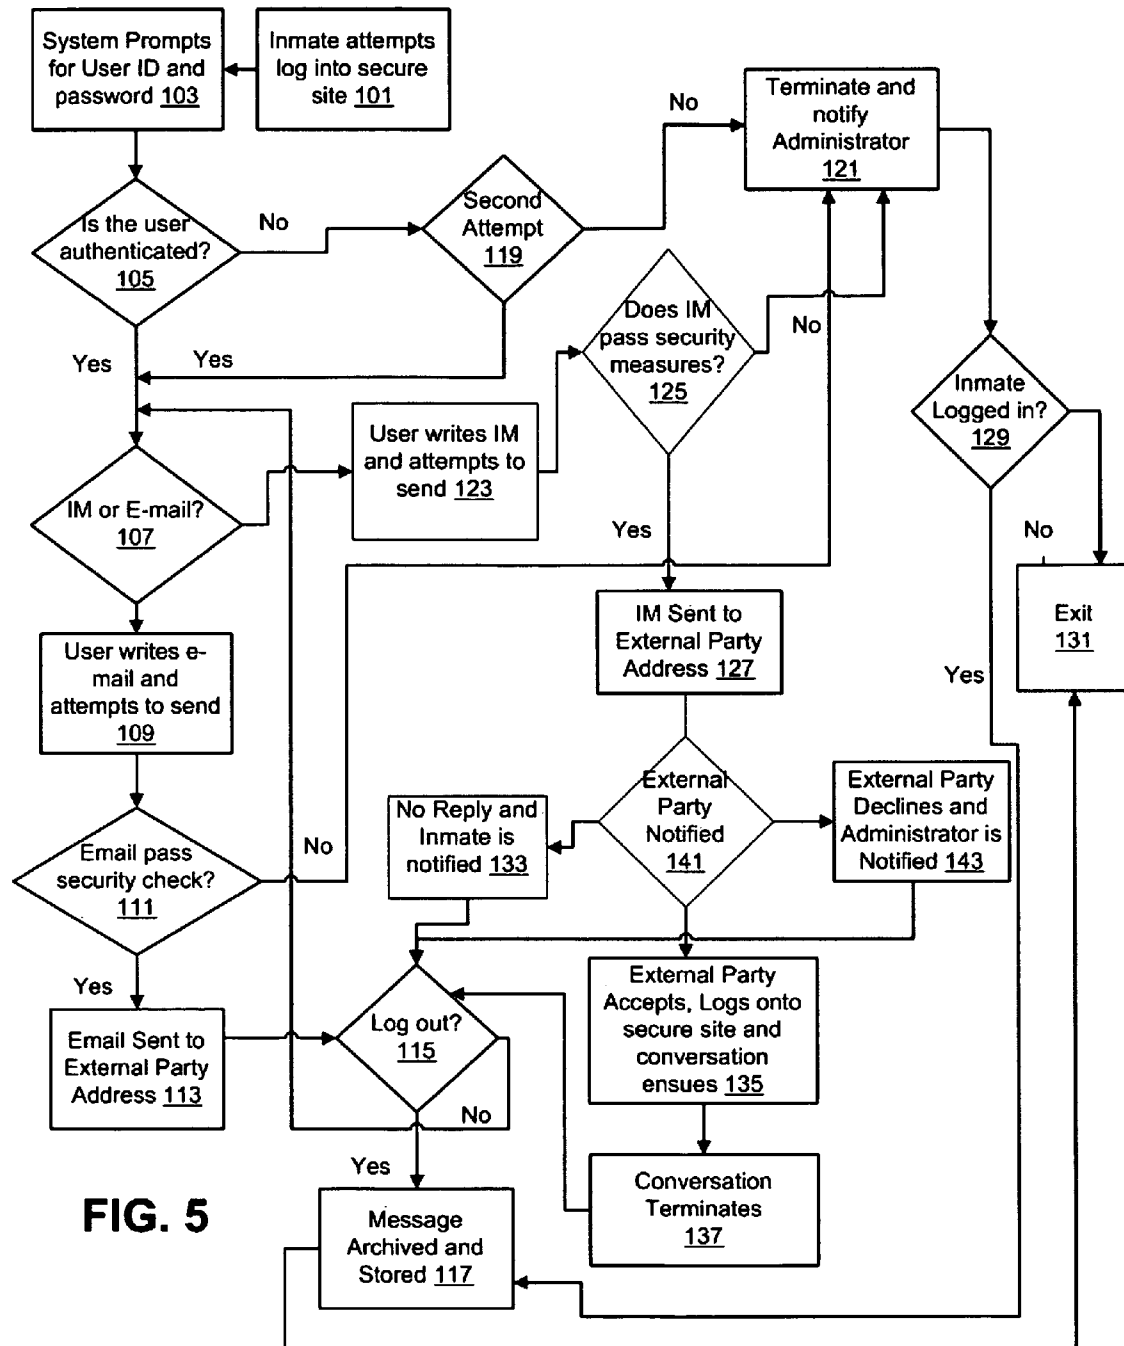 System Prompts
for User ID and
password 103
Inmate attempts
log into secure
site 101
Terminate and
notify
Administrator
121
No
Is the user
authenticated?
105
No
Second
Attempt
119
Does IM
pass security
measures?
125
No
Yes
Yes
Inmate
Logged in?
129
User writes IM
and attempts to
send 123
IM or E-mail?
107
Yes
No
IM Sent to
External Party
Address 127
Exit
131
User writes e-
mail and
attempts to send
109
Yes
External
Party
Notified
141
External Party
Declines and
Administrator is
Notified 143
No Reply and
Inmate is
notified 133
Email pass
security check?
111
No
Yes
External Party
Accepts, Logs onto
secure site and
conversation
ensues 135
Log out?
115
Email Sent to
External Party
Address 113
No
Yes
Conversation
Terminates
137
Message
Archived and
Stored 117
FIG. 5